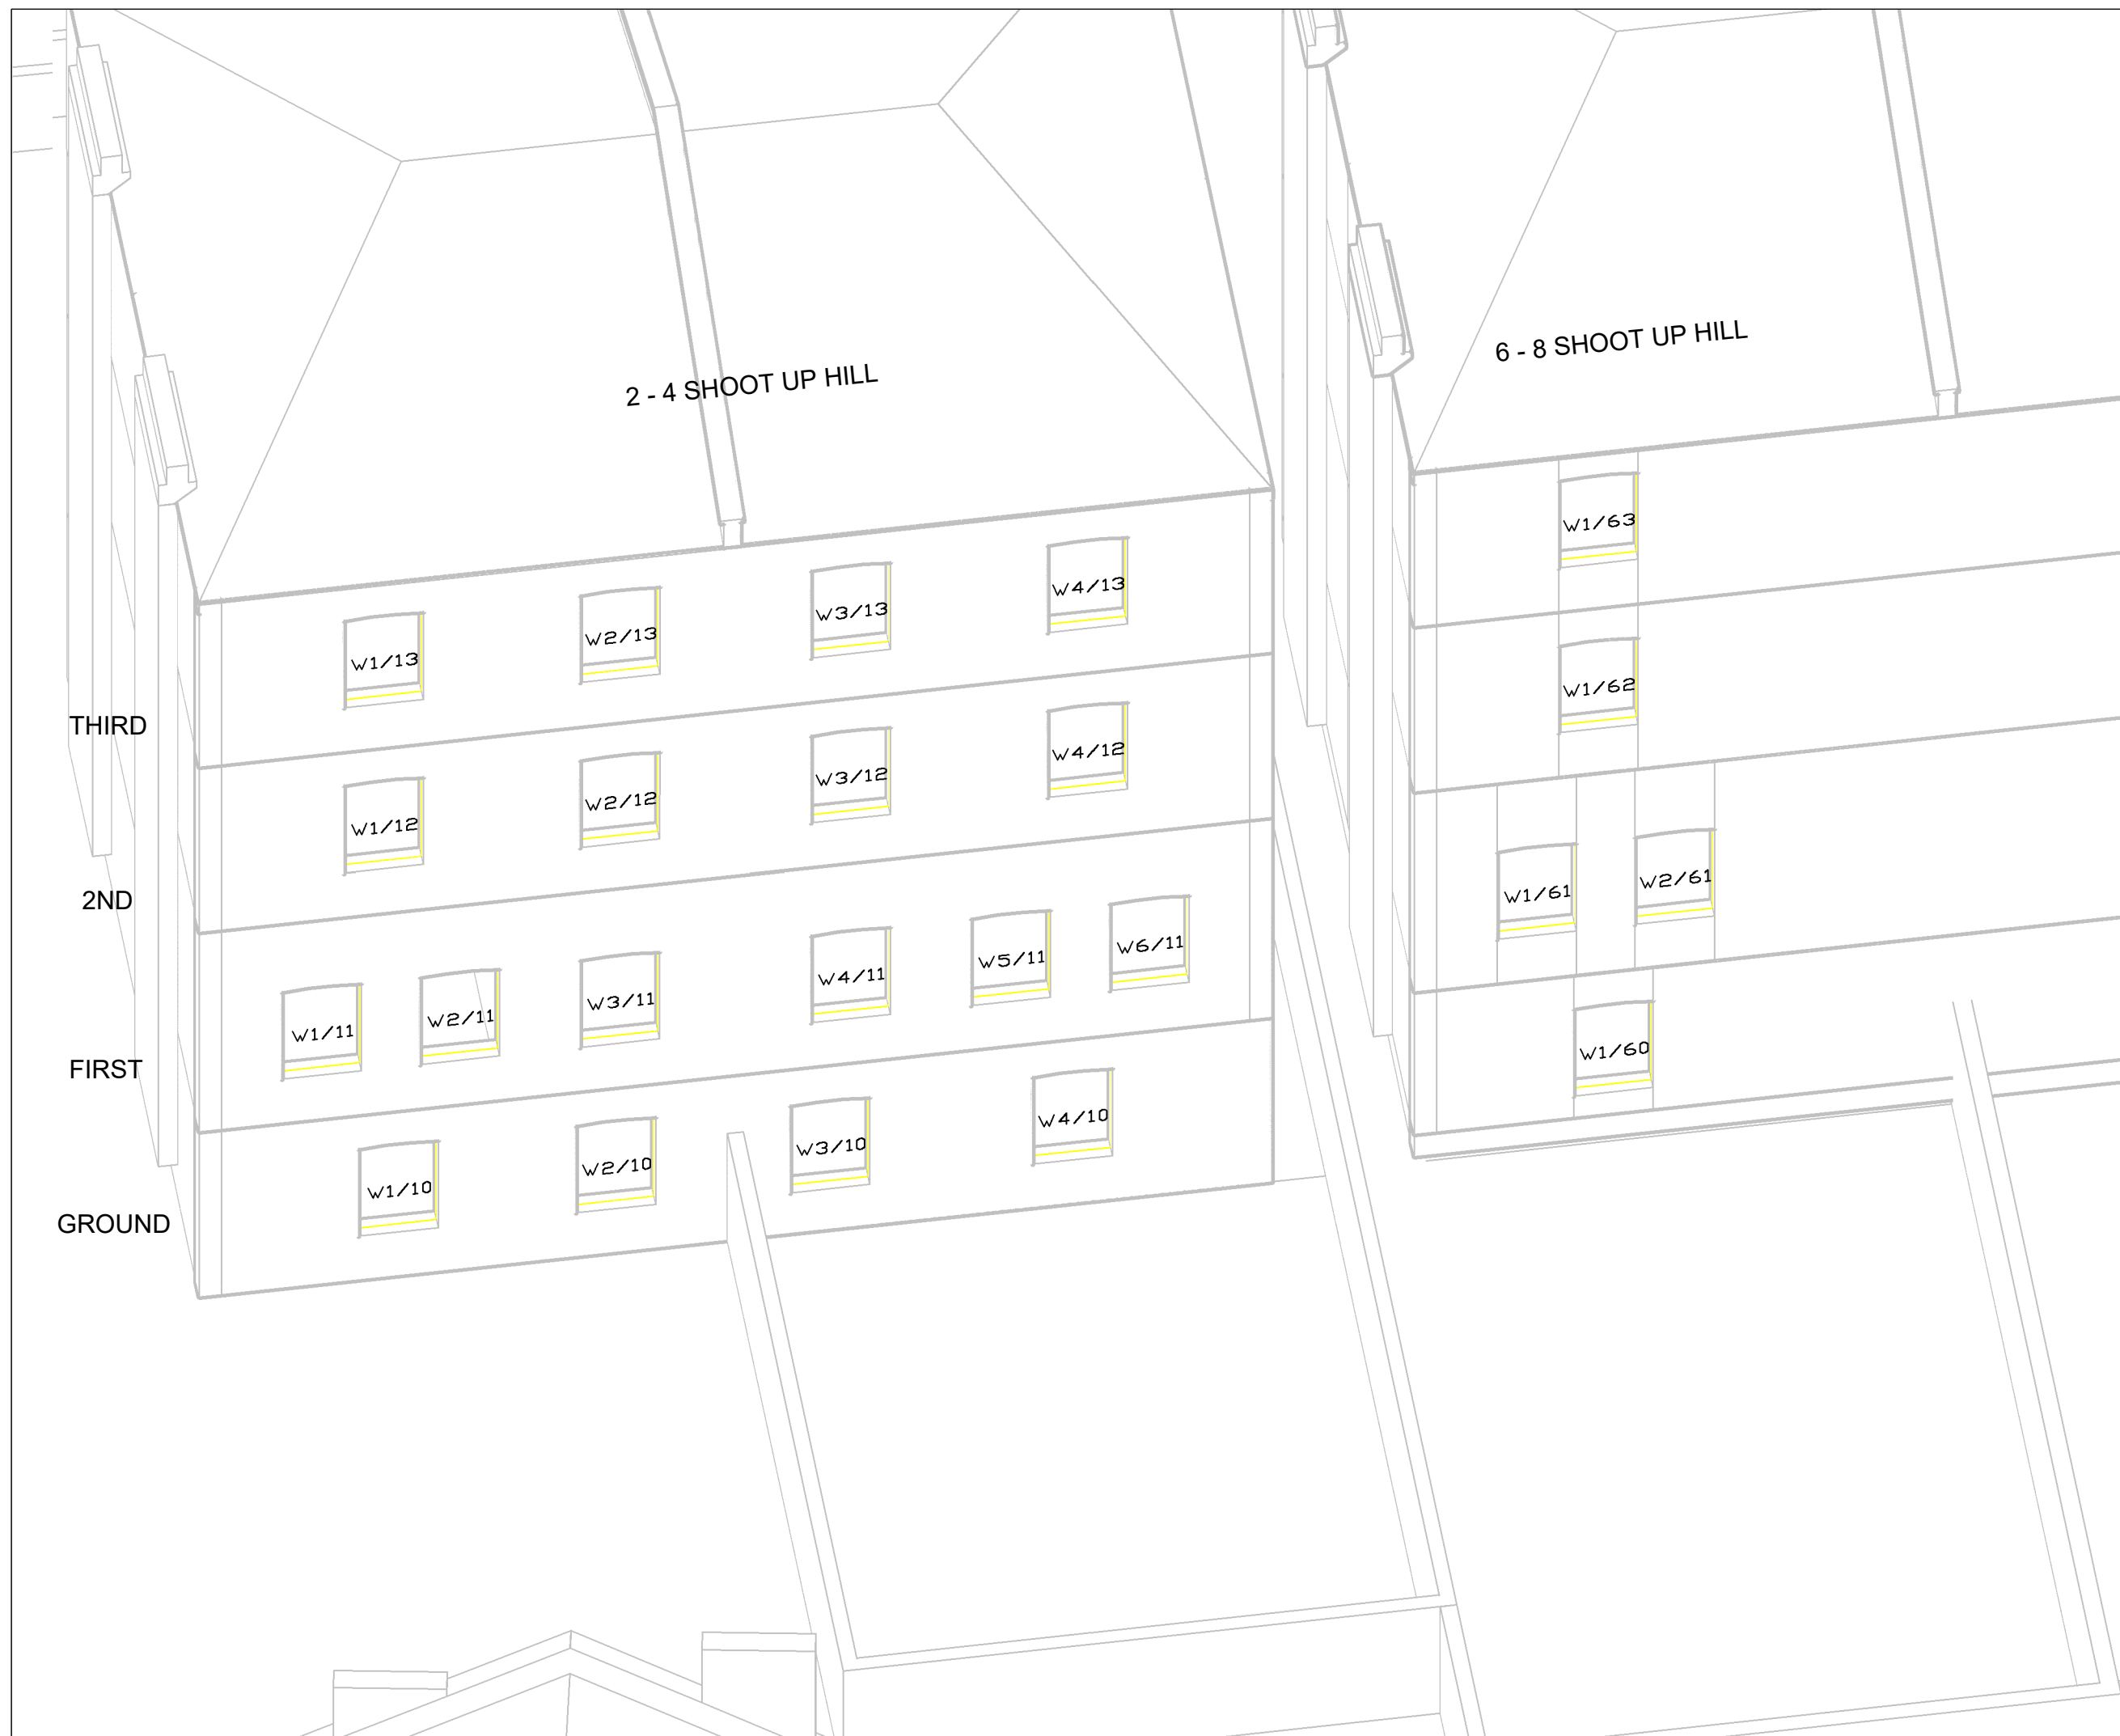 6 - 8 SHOOT UP HILL
2 - 4 SHOOT UP HILL
W1/63
W1/13
W2/13
W3/13
W4/13
W1/62
THIRD
W1/12
W2/12
W3/12
W4/12
W1/61
W2/61
2ND
W1/11
W2/11
W3/11
W4/11
W5/11
W6/11
W1/60
FIRST
W1/10
W2/10
W3/10
W4/10
GROUND